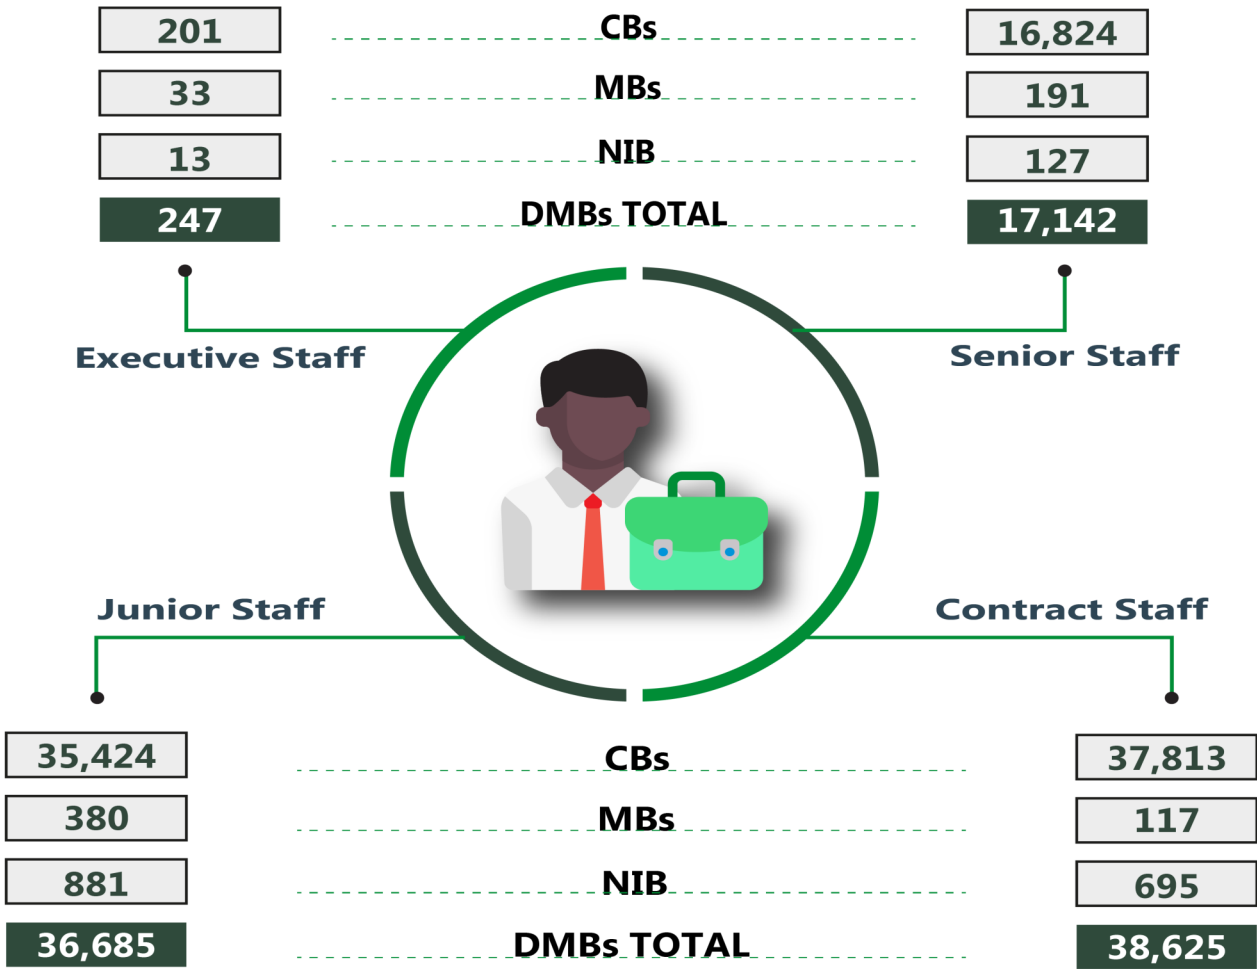 201 CBs 16,824
33 MBs 191
13 NIB 127
247 DMBs TOTAL 17,142
Executive Staff Senior Staff
Junior Staff Contract Staff
35,424 CBs 37,813
380 MBs 117
881 NIB 695
36,685 DMBs TOTAL 38,625